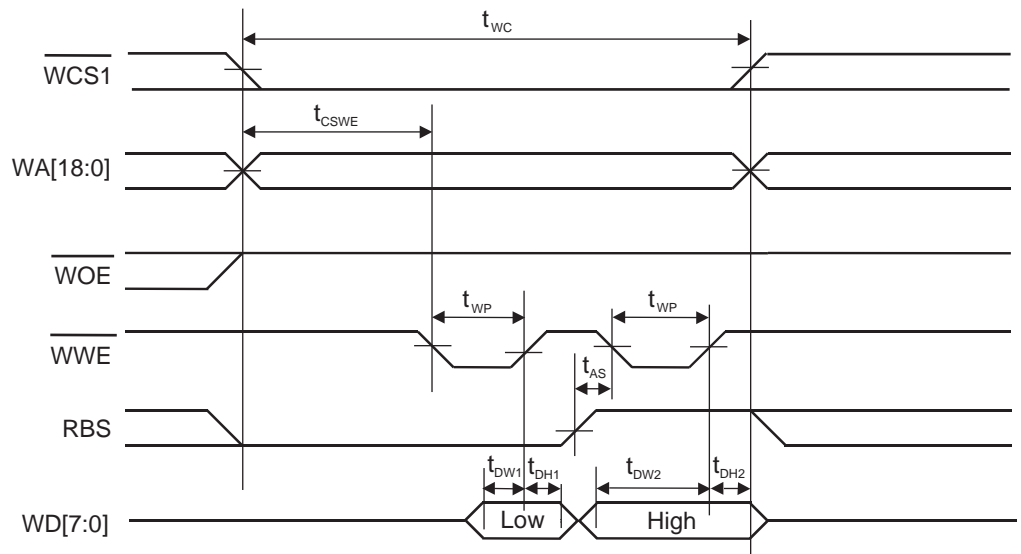 tWC
WCS1
tCSWE
WA[18:0]
WOE
tWP tWP
WWE
tAS
RBS
tDW1 tDH1 tDW2 tDH2
WD[7:0] Low High